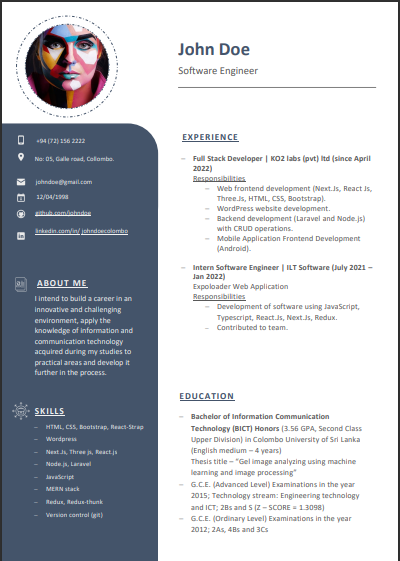 John Doe
Software Engineer
+94 (72) 156 2222
No: 05, Galle road, Collombo.
johndoe@gmail.com
12/04/1998
github.com/johndoe
linkedin.com/in/ johndoecolombo
ABOUT ME
I intend to build a career in an
innovative and challenging
environment, apply the
knowledge of information and
communication technology
acquired during my studies to
practical areas and develop it
further in the process.
SKILLS
– HTML, CSS, Bootstrap, React-Strap
– Wordpress
– Next.Js, Three js, React.js
– Node.js, Laravel
– JavaScript
– MERN stack
– Redux, Redux-thunk
– Version control (git)
EXPERIENCE
– Full Stack Developer | KO2 labs (pvt) ltd (since April
2022)
Responsibilities
– Web frontend development (Next.Js, React Js,
Three.Js, HTML, CSS, Bootstrap).
– WordPress website development.
– Backend development (Laravel and Node.js)
with CRUD operations.
– Mobile Application Frontend Development
(Android).
– Intern Software Engineer | ILT Software (July 2021 –
Jan 2022)
Expoloader Web Application
Responsibilities
– Development of software using JavaScript,
Typescript, React.Js, Next.Js, Redux.
– Contributed to team.
EDUCATION
– Bachelor of Information Communication
Technology (BICT) Honors (3.56 GPA, Second Class
Upper Division) in Colombo University of Sri Lanka
(English medium – 4 years)
Thesis title – “Gel image analyzing using machine
learning and image processing”
– G.C.E. (Advanced Level) Examinations in the year
2015; Technology stream: Engineering technology
and ICT; 2Bs and S (Z – SCORE = 1.3098)
– G.C.E. (Ordinary Level) Examinations in the year
2012; 2As, 4Bs and 3Cs